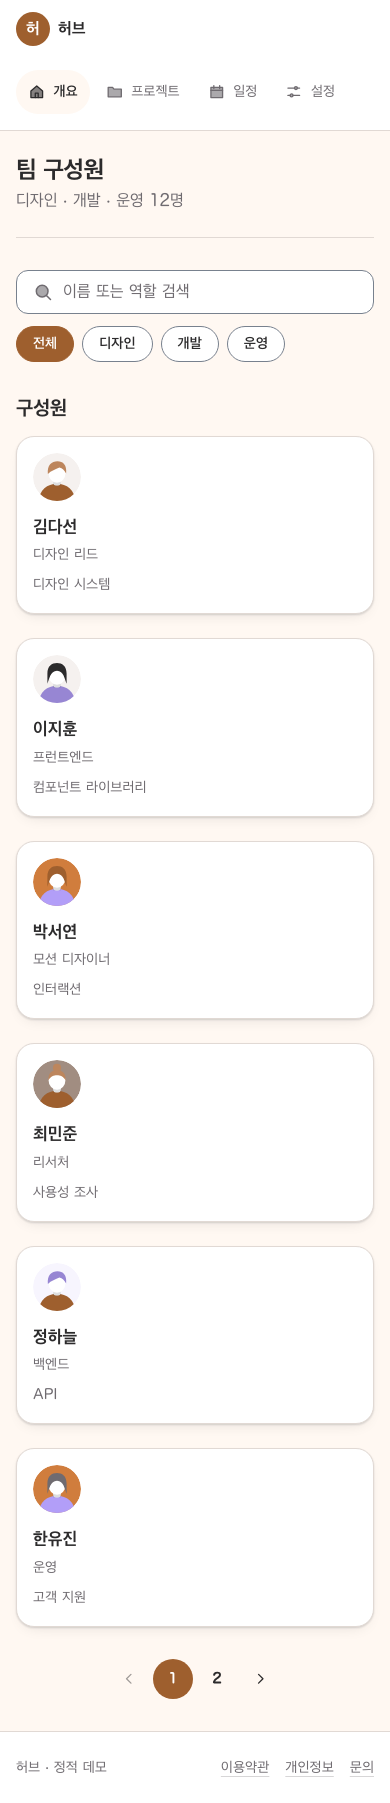 허 허브
개요 프로젝트 일정 설정
팀 구성원
디자인 · 개발 · 운영 12명
이름 또는 역할 검색
전체 디자인 개발 운영
구성원
김다선
디자인 리드
디자인 시스템
이지훈
프런트엔드
컴포넌트 라이브러리
박서연
모션 디자이너
인터랙션
최민준
리서처
사용성 조사
정하늘
백엔드
API
한유진
운영
고객 지원
1 2
허브 · 정적 데모 이용약관 개인정보 문의